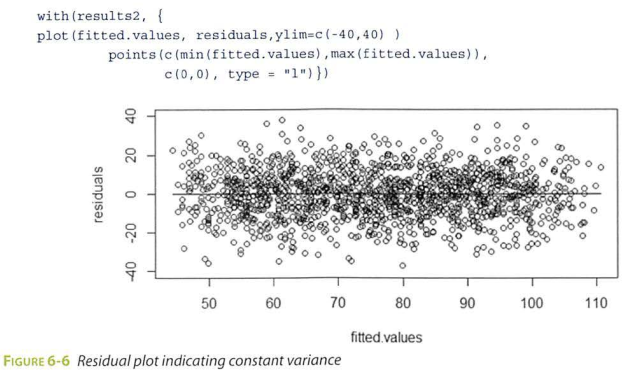 with(results2, {
plot(fitted.values, residuals,ylim=c(-40,40) )
points(c(min(fitted.values),max(fitted.values)),
c(0,0), type = "l")})
40
20
0
-20
-40
residuals
50 60 70 80 90 100 110
fitted.values
FIGURE 6-6 Residual plot indicating constant variance